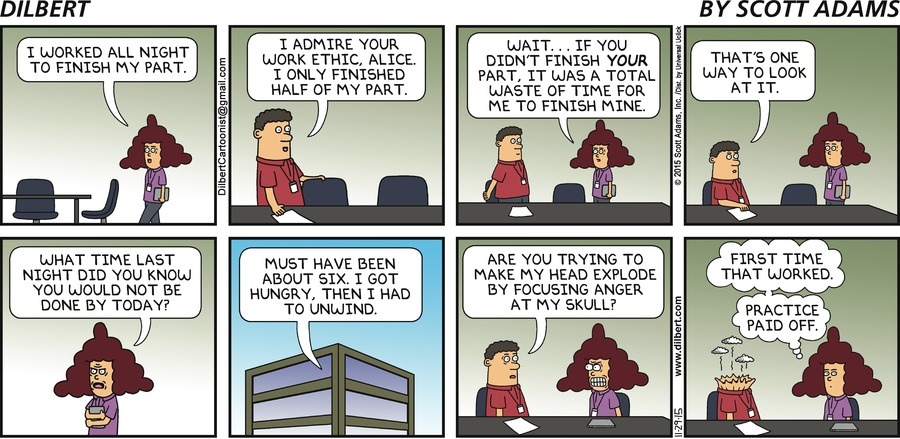 DILBERT
BY SCOTT ADAMS
I WORKED ALL NIGHT
TO FINISH MY PART.
DilbertCartoonist@gmail.com
I ADMIRE YOUR
WORK ETHIC, ALICE.
I ONLY FINISHED
HALF OF MY PART.
WAIT... IF YOU
DIDN'T FINISH YOUR
PART, IT WAS A TOTAL
WASTE OF TIME FOR
ME TO FINISH MINE.
© 2015 Scott Adams, Inc. /Dist. by Universal Uclick
THAT'S ONE
WAY TO LOOK
AT IT.
WHAT TIME LAST
NIGHT DID YOU KNOW
YOU WOULD NOT BE
DONE BY TODAY?
MUST HAVE BEEN
ABOUT SIX. I GOT
HUNGRY, THEN I HAD
TO UNWIND.
ARE YOU TRYING TO
MAKE MY HEAD EXPLODE
BY FOCUSING ANGER
AT MY SKULL?
www.dilbert.com
11-29-15
FIRST TIME
THAT WORKED.
PRACTICE
PAID OFF.